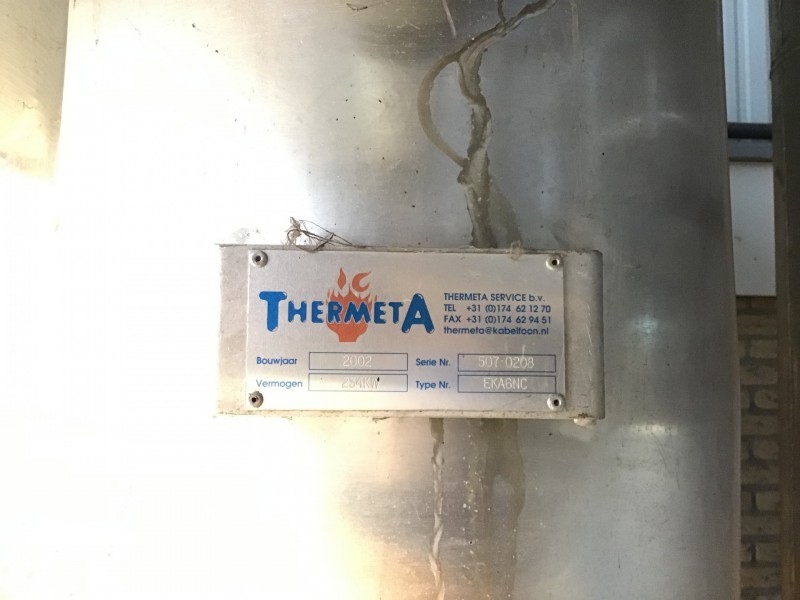 THERMETA
THERMETA SERVICE b.v.
TEL +31 (0)174 62 12 70
FAX +31 (0)174 62 94 51
thermeta@kabelfoon.nl
Bouwjaar 2002 Serie Nr. 507-0208
Vermogen Type Nr. EKA6NC